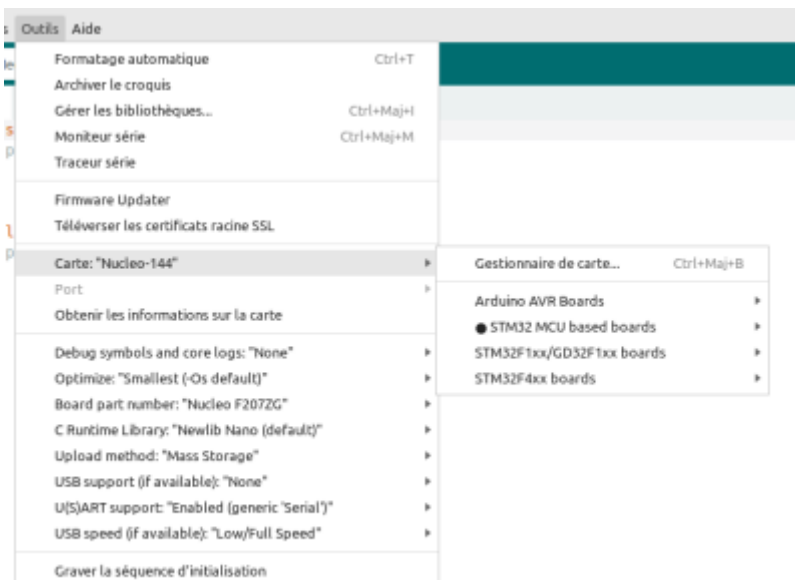 s Outils Aide
Formatage automatique Ctrl+T
Archiver le croquis
Gérer les bibliothèques... Ctrl+Maj+I
Moniteur série Ctrl+Maj+M
Traceur série
Firmware Updater
Téléverser les certificats racine SSL
Carte: "Nucleo-144"
Port
Obtenir les informations sur la carte
Debug symbols and core logs: "None"
Optimize: "Smallest (-Os default)"
Board part number: "Nucleo F207ZG"
C Runtime Library: "Newlib Nano (default)"
Upload method: "Mass Storage"
USB support (if available): "None"
U(S)ART support: "Enabled (generic 'Serial')"
USB speed (if available): "Low/Full Speed"
Graver la séquence d'initialisation
Gestionnaire de carte... Ctrl+Maj+B
Arduino AVR Boards
STM32 MCU based boards
STM32F1xx/GD32F1xx boards
STM32F4xx boards